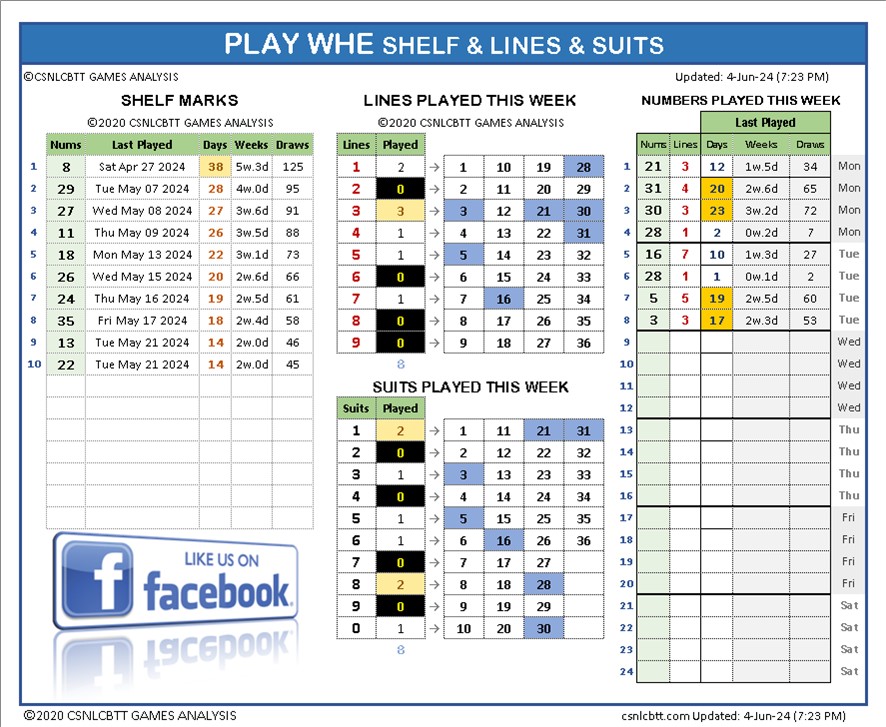 PLAY WHE SHELF & LINES & SUITS
©CSNLCBTT GAMES ANALYSIS
Updated: 4-Jun-24 (7:23 PM)
SHELF MARKS
©2020 CSNLCBTT GAMES ANALYSIS
Nums Last Played Days Weeks Draws
1 8 Sat Apr 27 2024 38 5w.3d 125
2 29 Tue May 07 2024 28 4w.0d 95
3 27 Wed May 08 2024 27 3w.6d 91
4 11 Thu May 09 2024 26 3w.5d 88
5 18 Mon May 13 2024 22 3w.1d 73
6 26 Wed May 15 2024 20 2w.6d 66
7 24 Thu May 16 2024 19 2w.5d 61
8 35 Fri May 17 2024 18 2w.4d 58
9 13 Tue May 21 2024 14 2w.0d 46
10 22 Tue May 21 2024 14 2w.0d 45
LIKE US ON
facebook
LINES PLAYED THIS WEEK
©2020 CSNLCBTT GAMES ANALYSIS
Lines Played
1 2 → 1 10 19 28
2 0 → 2 11 20 29
3 3 → 3 12 21 30
4 1 → 4 13 22 31
5 1 → 5 14 23 32
6 0 → 6 15 24 33
7 1 → 7 16 25 34
8 0 → 8 17 26 35
9 0 → 9 18 27 36
8
SUITS PLAYED THIS WEEK
Suits Played
1 2 → 1 11 21 31
2 0 → 2 12 22 32
3 1 → 3 13 23 33
4 0 → 4 14 24 34
5 1 → 5 15 25 35
6 1 → 6 16 26 36
7 0 → 7 17 27
8 2 → 8 18 28
9 0 → 9 19 29
0 1 → 10 20 30
8
NUMBERS PLAYED THIS WEEK
Last Played
Nums Lines Days Weeks Draws
1 21 3 12 1w.5d 34 Mon
2 31 4 20 2w.6d 65 Mon
3 30 3 23 3w.2d 72 Mon
4 28 1 2 0w.2d 7 Mon
5 16 7 10 1w.3d 27 Tue
6 28 1 1 0w.1d 2 Tue
7 5 5 19 2w.5d 60 Tue
8 3 3 17 2w.3d 53 Tue
9 Wed
10 Wed
11 Wed
12 Wed
13 Thu
14 Thu
15 Thu
16 Thu
17 Fri
18 Fri
19 Fri
20 Fri
21 Sat
22 Sat
23 Sat
24 Sat
©2020 CSNLCBTT GAMES ANALYSIS
csnlcbtt.com Updated: 4-Jun-24 (7:23 PM)